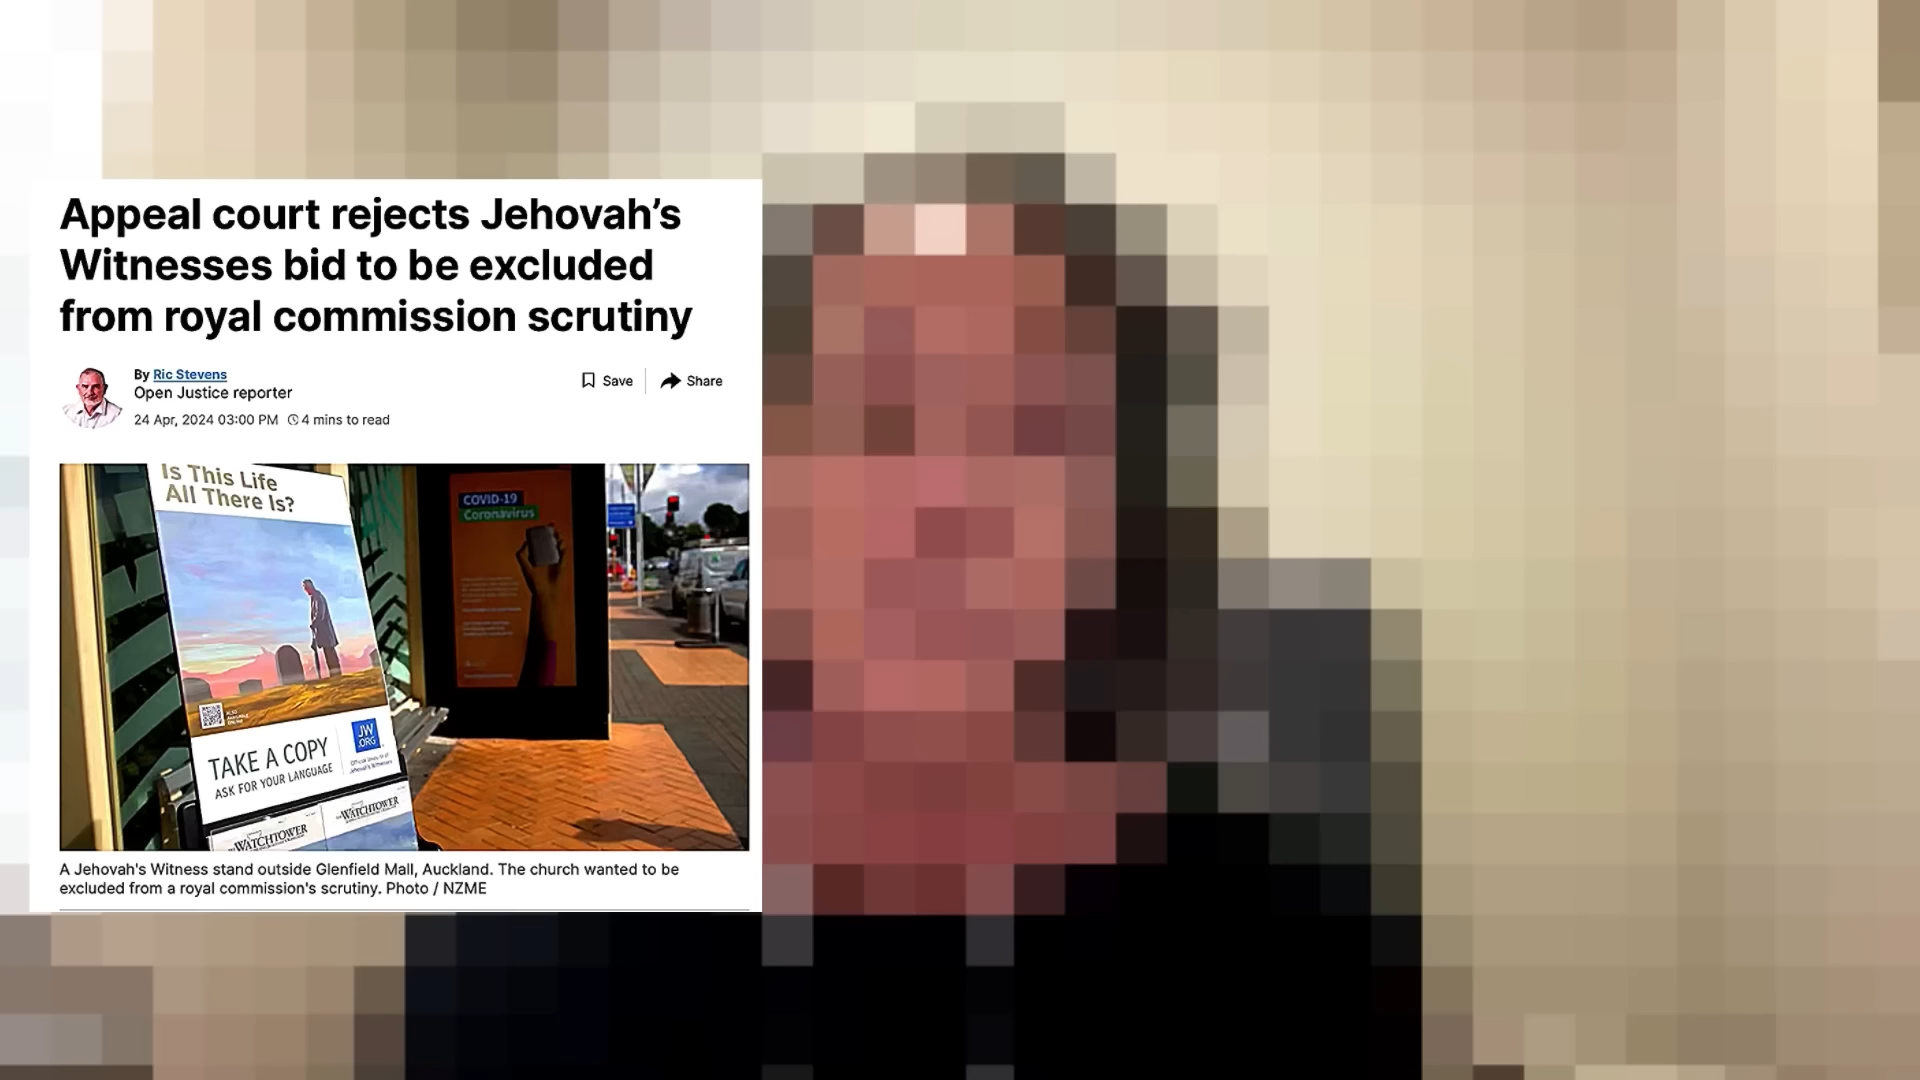 Appeal court rejects Jehovah's
Witnesses bid to be excluded
from royal commission scrutiny
By Ric Stevens
Open Justice reporter
Save
Share
24 Apr, 2024 03:00 PM 4 mins to read
Is This Life
All There Is?
COVID-19
Coronavirus
JW
.ORG
TAKE A COPY
ASK FOR YOUR LANGUAGE
WATCHTOWER
WATCHTOWER
A Jehovah's Witness stand outside Glenfield Mall, Auckland. The church wanted to be
excluded from a royal commission's scrutiny. Photo / NZME